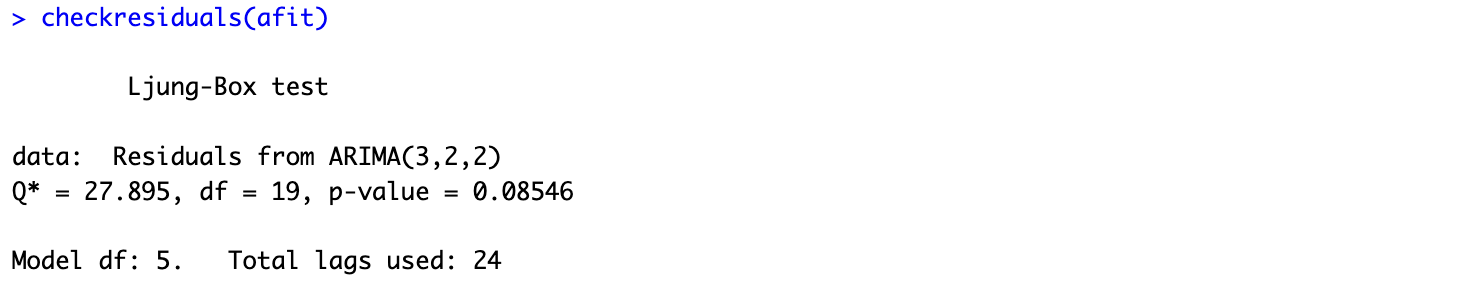 > checkresiduals(afit)
Ljung-Box test
data:  Residuals from ARIMA(3,2,2)
Q* = 27.895, df = 19, p-value = 0.08546
Model df: 5.   Total lags used: 24